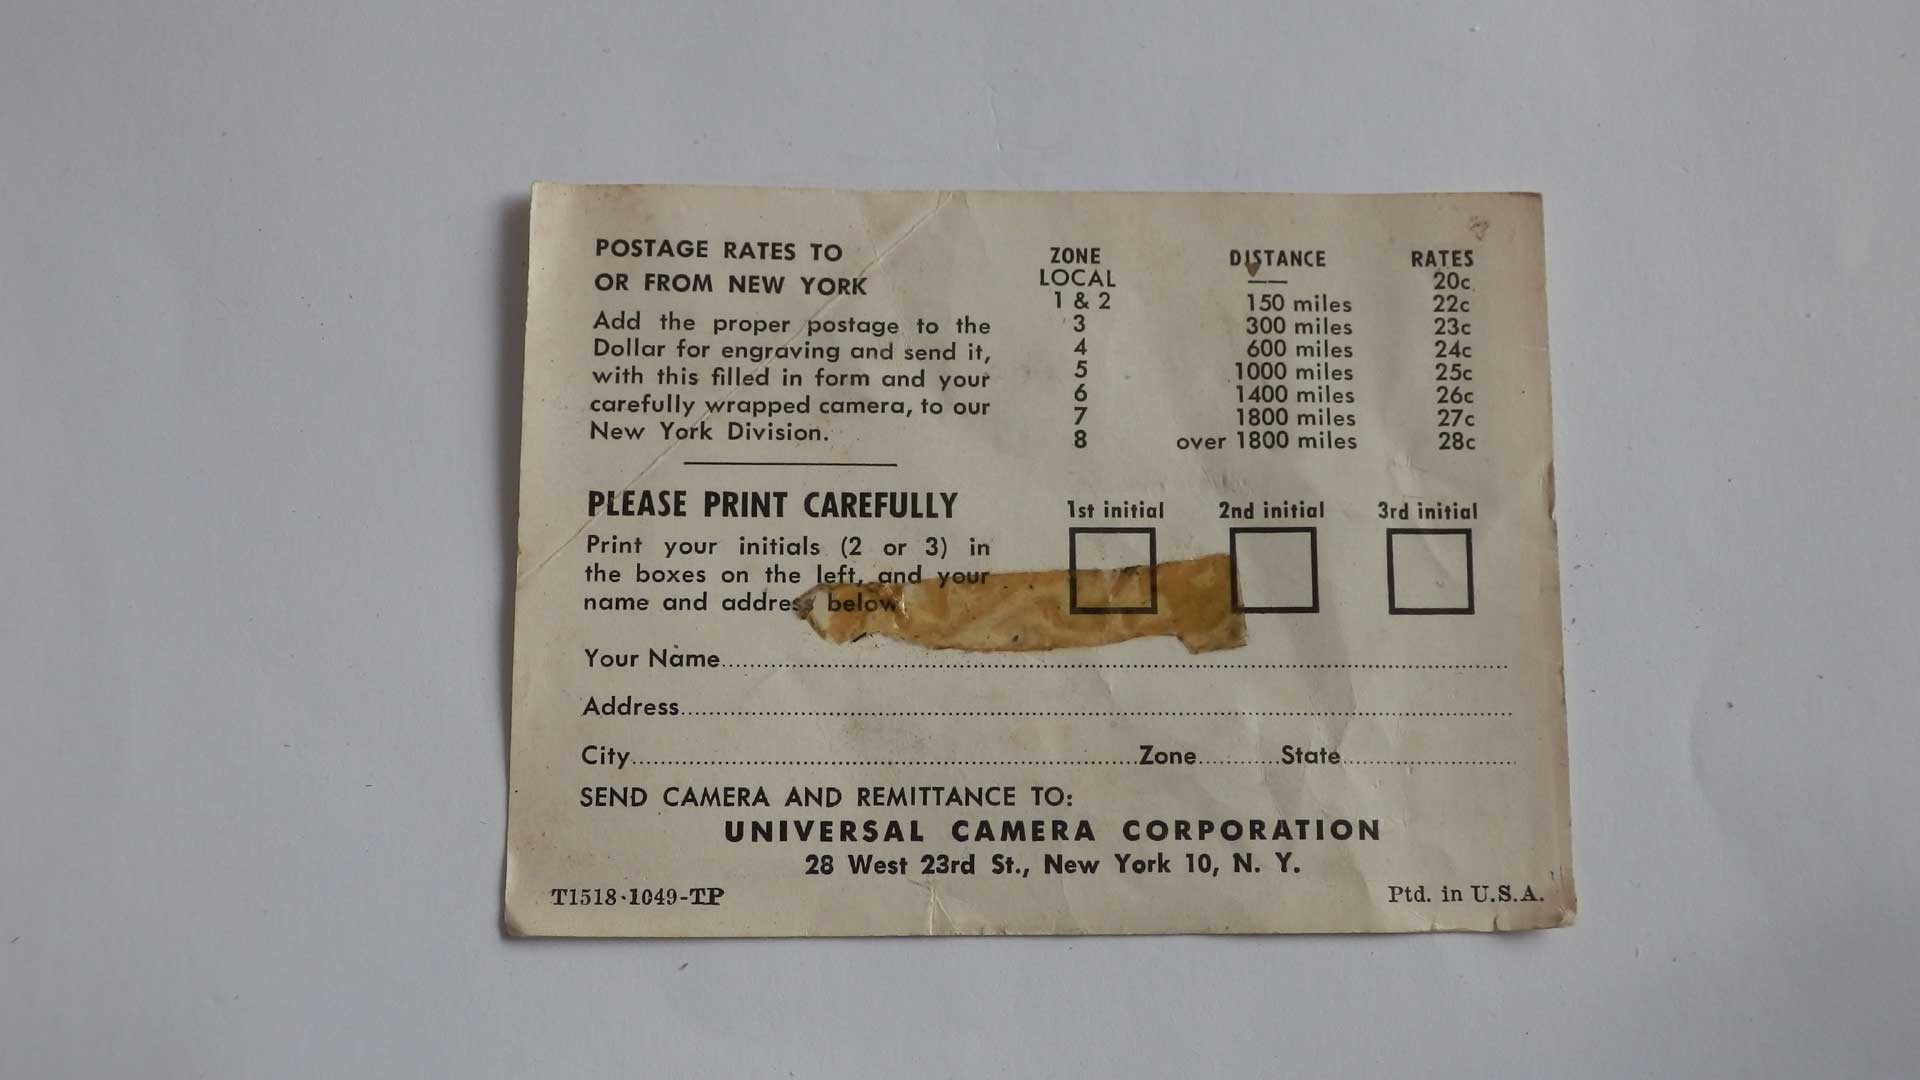 POSTAGE RATES TO
OR FROM NEW YORK
Add the proper postage to the
Dollar for engraving and send it,
with this filled in form and your
carefully wrapped camera, to our
New York Division.
ZONE DISTANCE RATES
LOCAL —— 20c
1 & 2 150 miles 22c
3 300 miles 23c
4 600 miles 24c
5 1000 miles 25c
6 1400 miles 26c
7 1800 miles 27c
8 over 1800 miles 28c
PLEASE PRINT CAREFULLY
Print your initials (2 or 3) in
the boxes on the left, and your
name and address below
1st initial 2nd initial 3rd initial
Your Name
Address
City Zone State
SEND CAMERA AND REMITTANCE TO:
UNIVERSAL CAMERA CORPORATION
28 West 23rd St., New York 10, N. Y.
T1518·1049-TP Ptd. in U.S.A.